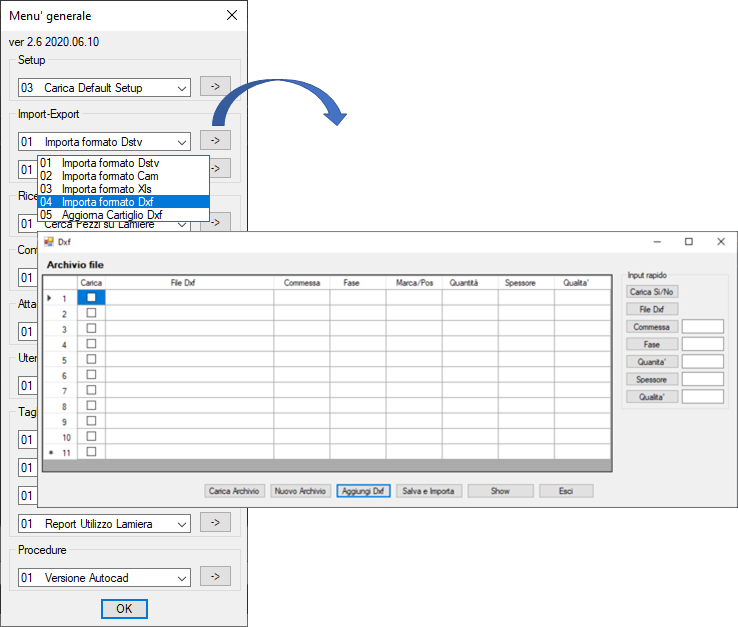 Menu' generale
ver 2.6 2020.06.10
Setup
03 Carica Default Setup ->
Import-Export
01 Importa formato Dstv ->
01 ->
01 Importa formato Dstv
02 Importa formato Cam
03 Importa formato Xls
04 Importa formato Dxf
05 Aggiorna Cartiglio Dxf
Rice
01 Cerca Pezzi su Lamiere ->
Cont
01
Atta
01
Uten
01
Tag
01
01
01
01 Report Utilizzo Lamiera ->
Procedure
01 Versione Autocad ->
OK
Dxf
Archivio file
Carica File Dxf Commessa Fase Marca/Pos Quantità Spessore Qualita'
1
2
3
4
5
6
7
8
9
10
* 11
Input rapido
Carica Si/No
File Dxf
Commessa
Fase
Quanita'
Spessore
Qualita'
Carica Archivio Nuovo Archivio Aggiungi Dxf Salva e Importa Show Esci